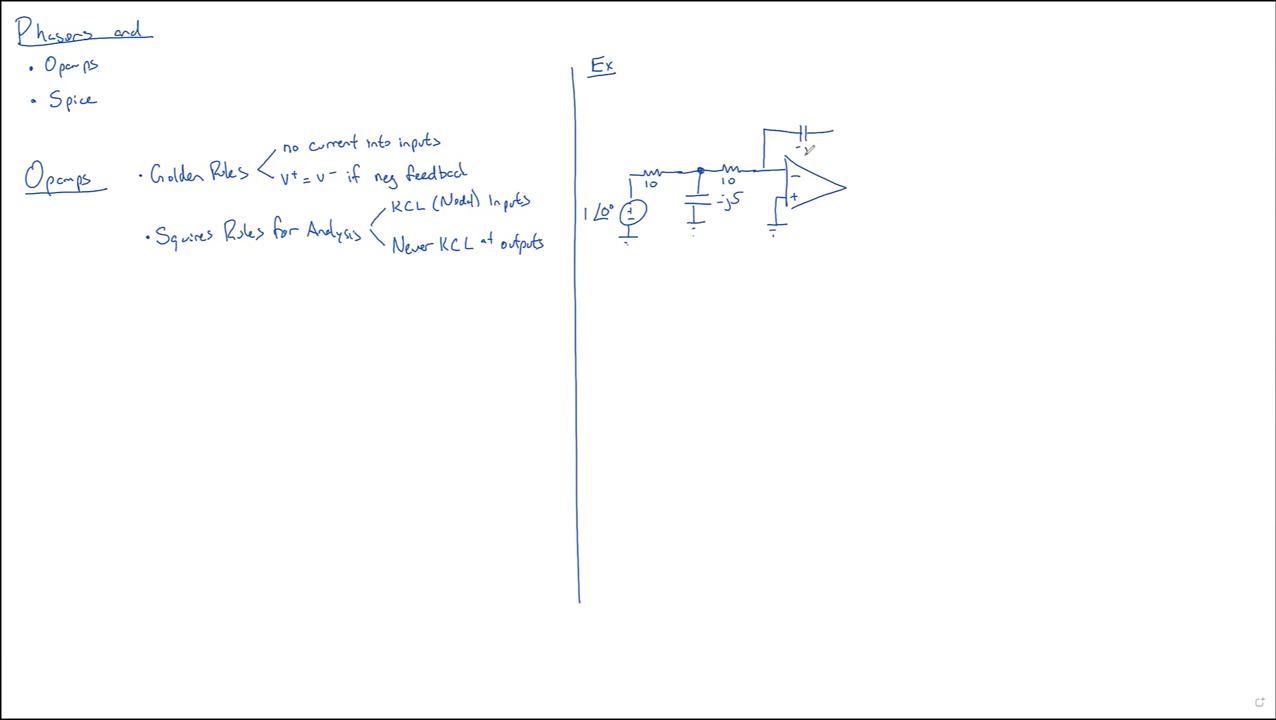 Phasors and
• Opamps
• Spice
Opamps
• Golden Rules
no current into inputs
v+ = v- if neg feedback
• Squires Rules for Analysis
KCL (Nodal) inputs
Never KCL at outputs
Ex
1∠0°
+
-
10
10
-j5
-
+